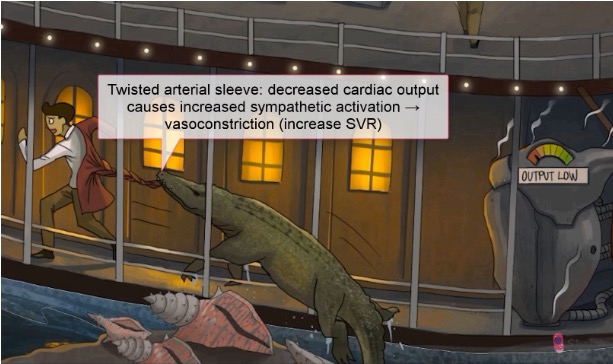 Twisted arterial sleeve: decreased cardiac output
causes increased sympathetic activation →
vasoconstriction (increase SVR)
OUTPUT LOW